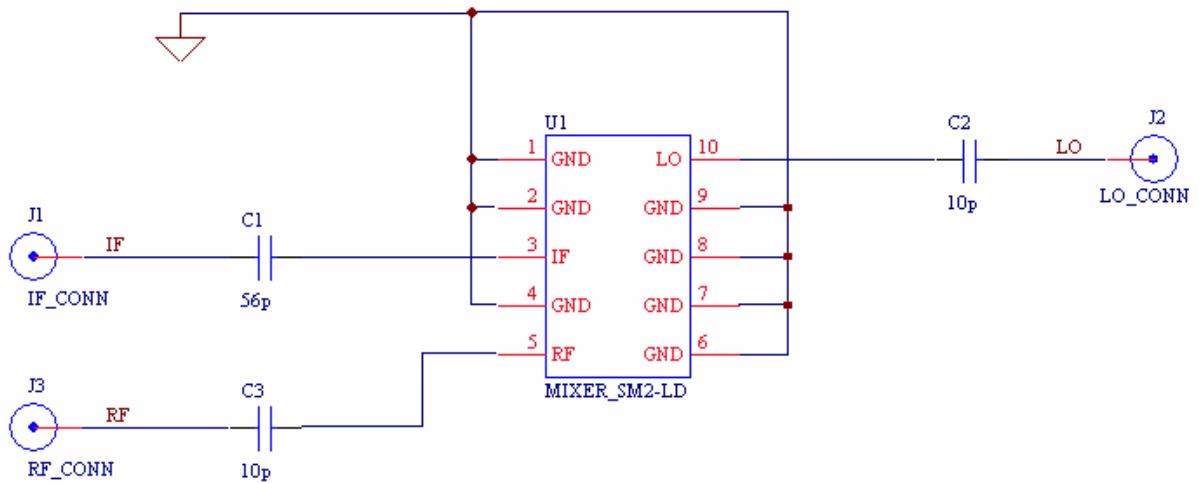 U1
1 GND LO 10
2 GND GND 9
3 IF GND 8
4 GND GND 7
5 RF GND 6
MIXER_SM2-LD
C2
10p
LO
J2
LO_CONN
J1
IF
IF_CONN
C1
56p
J3
RF
RF_CONN
C3
10p